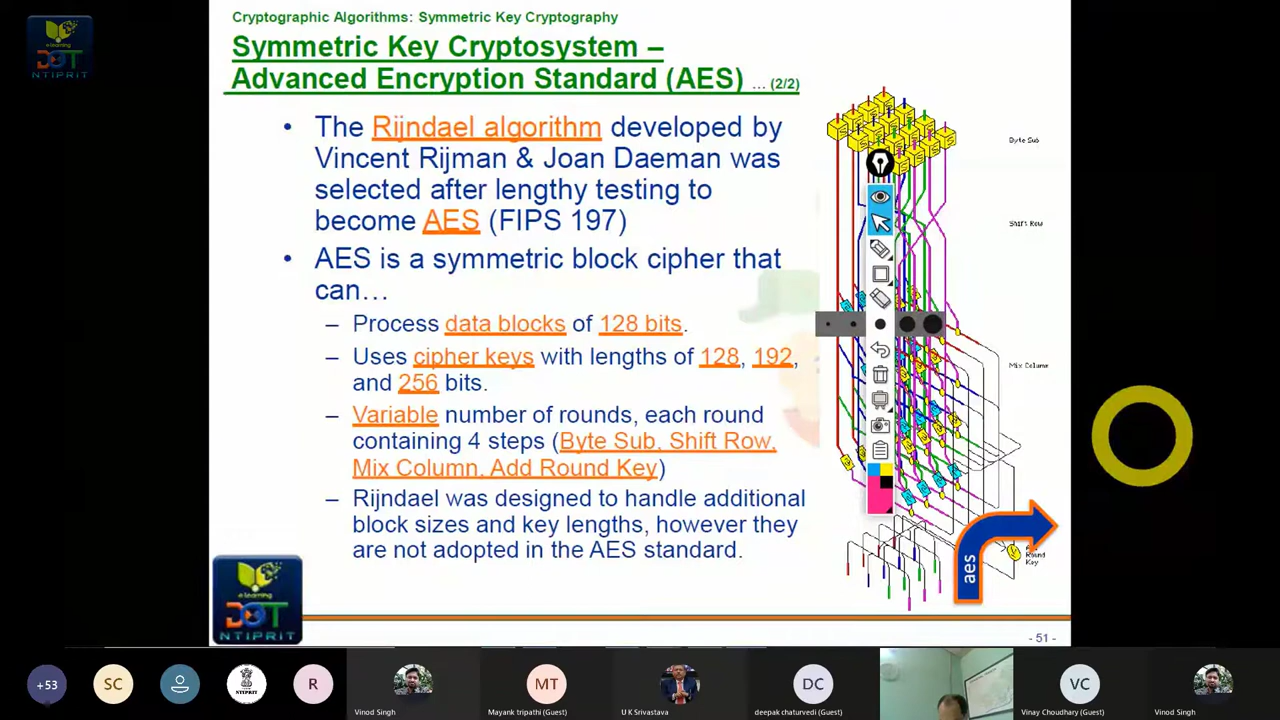 Cryptographic Algorithms: Symmetric Key Cryptography
Symmetric Key Cryptosystem –
Advanced Encryption Standard (AES) ... (2/2)
• The Rijndael algorithm developed by
Vincent Rijman & Joan Daeman was
selected after lengthy testing to
become AES (FIPS 197)
• AES is a symmetric block cipher that
can…
– Process data blocks of 128 bits.
– Uses cipher keys with lengths of 128, 192,
and 256 bits.
– Variable number of rounds, each round
containing 4 steps (Byte Sub, Shift Row,
Mix Column, Add Round Key)
– Rijndael was designed to handle additional
block sizes and key lengths, however they
are not adopted in the AES standard.
Byte Sub
Shift Row
Mix Column
Round
Key
aes
- 51 -
e-learning
DOT
NTIPRIT
e-learning
DOT
NTIPRIT
+53
SC
NTIPRIT
R
Vinod Singh
MT
Mayank tripathi (Guest)
U K Srivastava
DC
deepak chaturvedi (Guest)
VC
Vinay Choudhary (Guest)
Vinod Singh